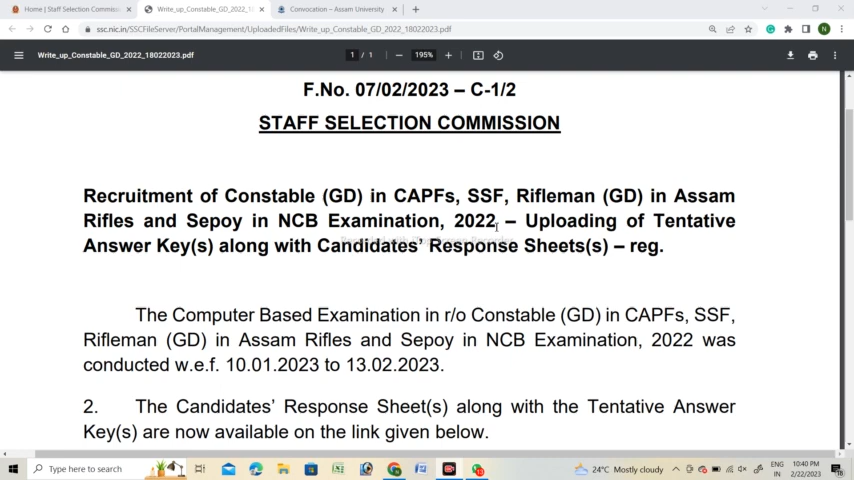 Home | Staff Selection Commissi
Write_up_Constable_GD_2022_18
Convocation – Assam University
ssc.nic.in/SSCFileServer/PortalManagement/UploadedFiles/Write_up_Constable_GD_2022_18022023.pdf
N
Write_up_Constable_GD_2022_18022023.pdf
1 / 1
195%
F.No. 07/02/2023 – C-1/2
STAFF SELECTION COMMISSION
Recruitment of Constable (GD) in CAPFs, SSF, Rifleman (GD) in Assam
Rifles and Sepoy in NCB Examination, 2022 – Uploading of Tentative
Answer Key(s) along with Candidates' Response Sheets(s) – reg.
The Computer Based Examination in r/o Constable (GD) in CAPFs, SSF,
Rifleman (GD) in Assam Rifles and Sepoy in NCB Examination, 2022 was
conducted w.e.f. 10.01.2023 to 13.02.2023.
2. The Candidates' Response Sheet(s) along with the Tentative Answer
Key(s) are now available on the link given below.
Type here to search
24°C Mostly cloudy
ENG
IN
10:40 PM
2/22/2023